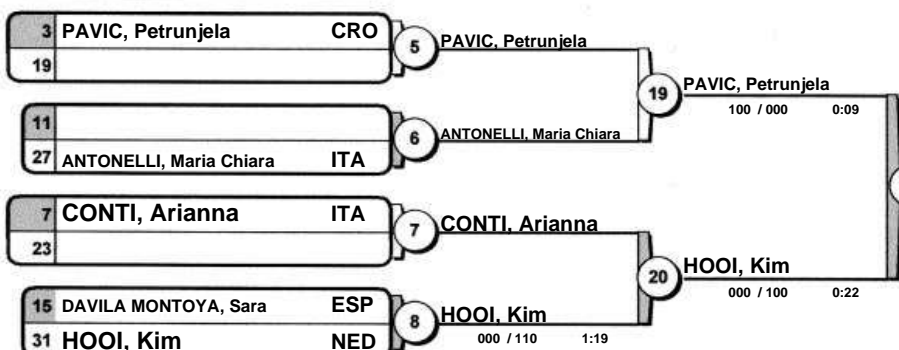 3 PAVIC, Petrunjela CRO
19
5
PAVIC, Petrunjela
11
27 ANTONELLI, Maria Chiara ITA
6
ANTONELLI, Maria Chiara
19
PAVIC, Petrunjela
100 / 000 0:09
7 CONTI, Arianna ITA
23
7
CONTI, Arianna
15 DAVILA MONTOYA, Sara ESP
31 HOOI, Kim NED
8
HOOI, Kim
000 / 110 1:19
20
HOOI, Kim
000 / 100 0:22